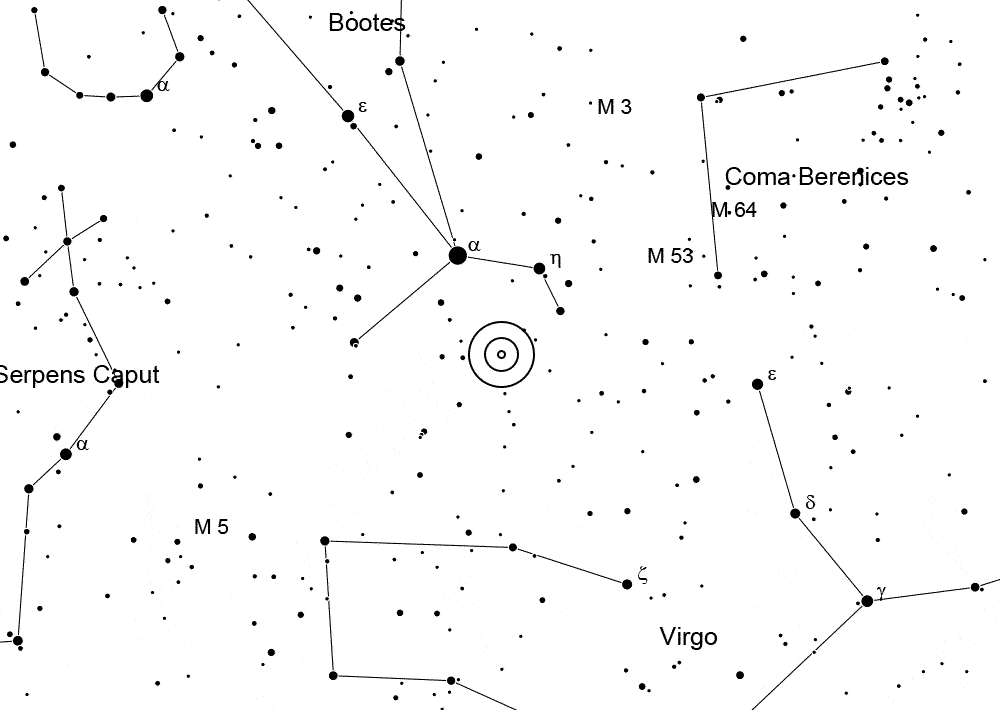 Bootes
α
ε
M 3
Coma Berenices
M 64
α
η
M 53
Serpens Caput
ε
α
δ
M 5
ζ
γ
Virgo